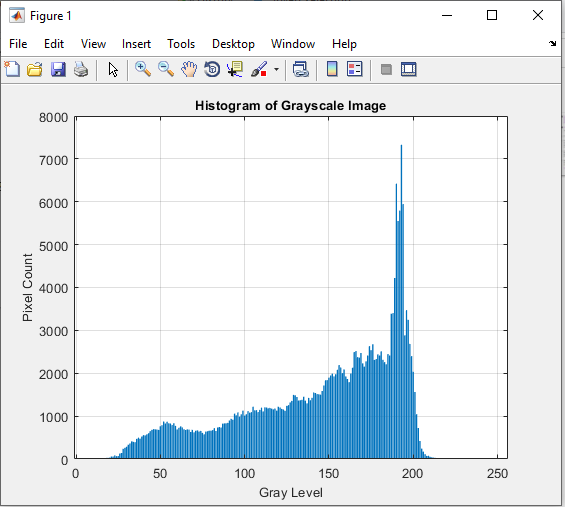 Figure 1
File Edit View Insert Tools Desktop Window Help
Histogram of Grayscale Image
8000
7000
6000
5000
4000
3000
2000
1000
0
Pixel Count
0 50 100 150 200 250
Gray Level